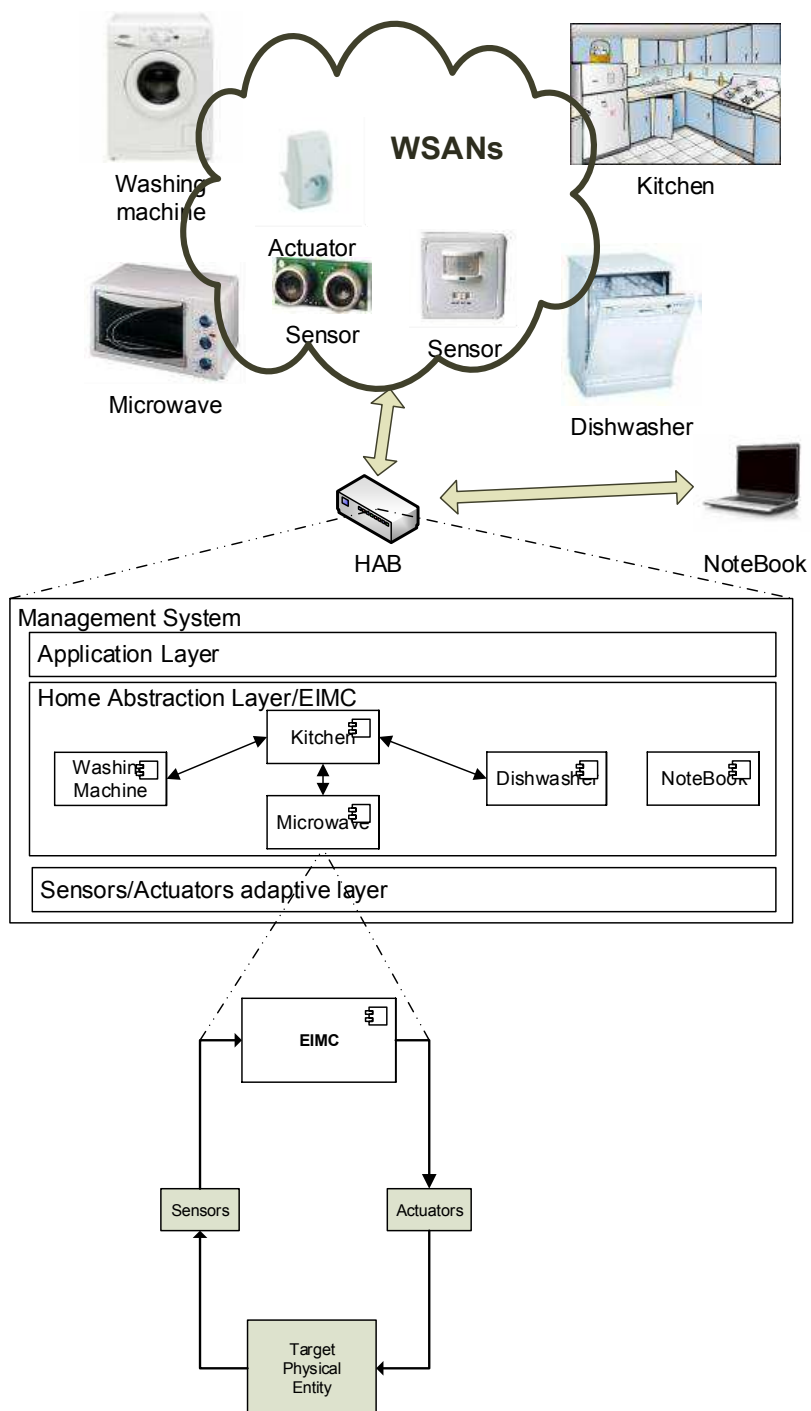 WSANs
Washing
machine
Kitchen
Actuator
Sensor
Sensor
Microwave
Dishwasher
HAB
NoteBook
Management System
Application Layer
Home Abstraction Layer/EIMC
Kitchen
Washing
Machine
Dishwasher
NoteBook
Microwave
Sensors/Actuators adaptive layer
EIMC
Sensors
Actuators
Target
Physical
Entity